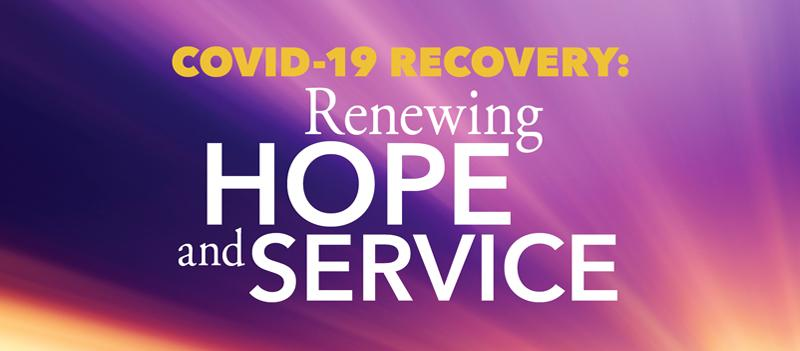 COVID-19 RECOVERY:
Renewing
HOPE
and SERVICE